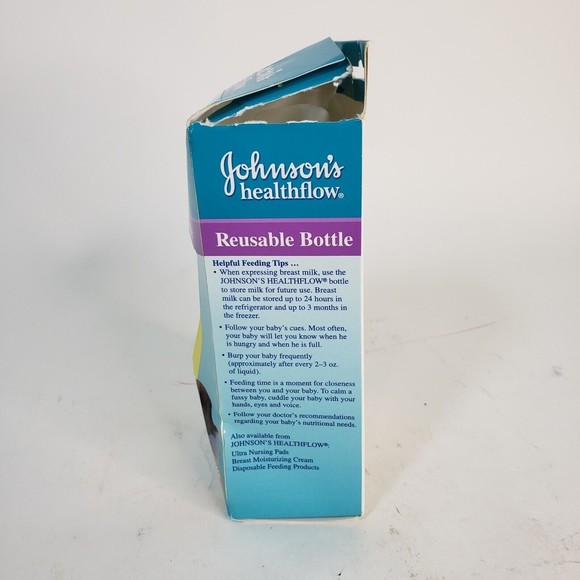 Johnson's
healthflow®
Reusable Bottle
Helpful Feeding Tips ...
• When expressing breast milk, use the
JOHNSON'S HEALTHFLOW® bottle
to store milk for future use. Breast
milk can be stored up to 24 hours in
the refrigerator and up to 3 months in
the freezer.
• Follow your baby's cues. Most often,
your baby will let you know when he
is hungry and when he is full.
• Burp your baby frequently
(approximately after every 2–3 oz.
of liquid).
• Feeding time is a moment for closeness
between you and your baby. To calm a
fussy baby, cuddle your baby with your
hands, eyes and voice.
• Follow your doctor's recommendations
regarding your baby's nutritional needs.
Also available from
JOHNSON'S HEALTHFLOW®:
Ultra Nursing Pads
Breast Moisturizing Cream
Disposable Feeding Products